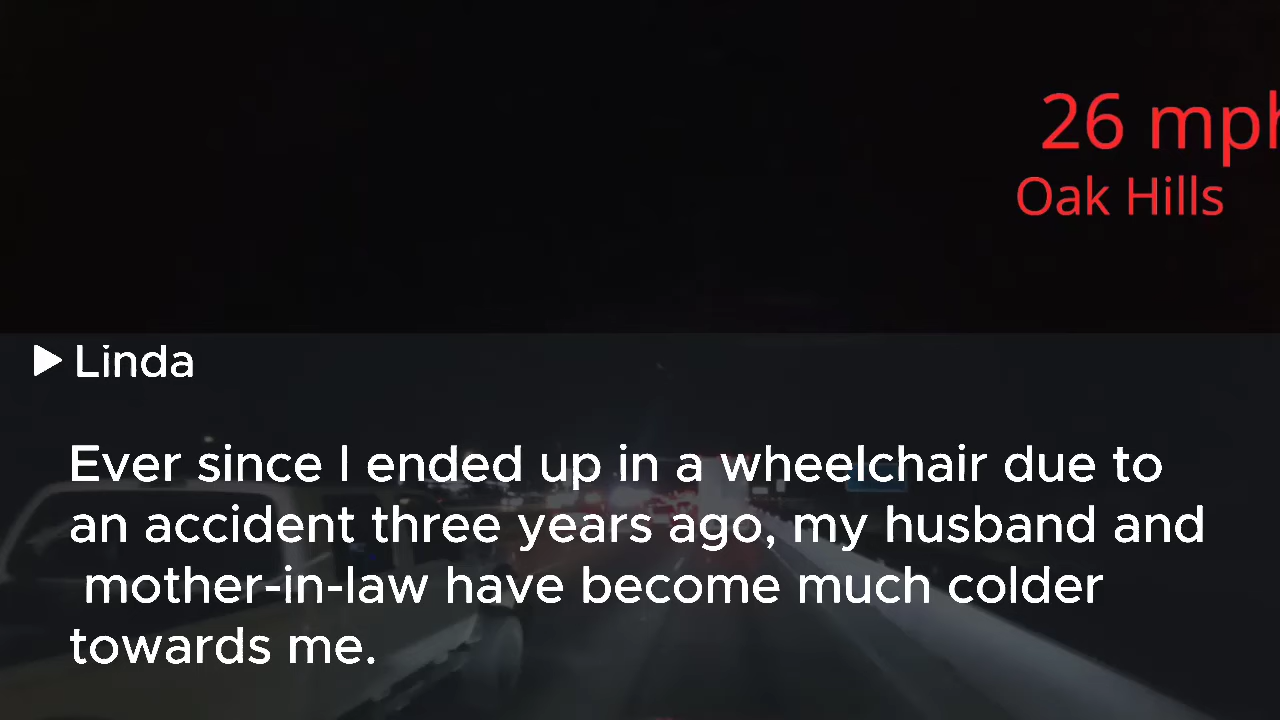 26 mph
Oak Hills
▶ Linda
Ever since I ended up in a wheelchair due to
an accident three years ago, my husband and
mother-in-law have become much colder
towards me.